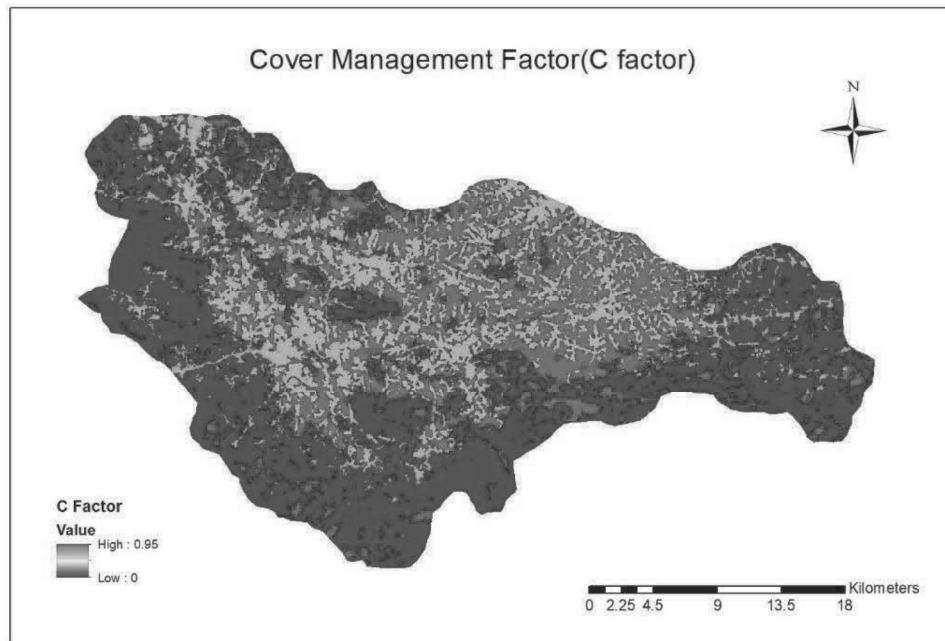 Cover Management Factor(C factor)
N
C Factor
Value
High : 0.95
Low : 0
Kilometers
0 2.25 4.5 9 13.5 18